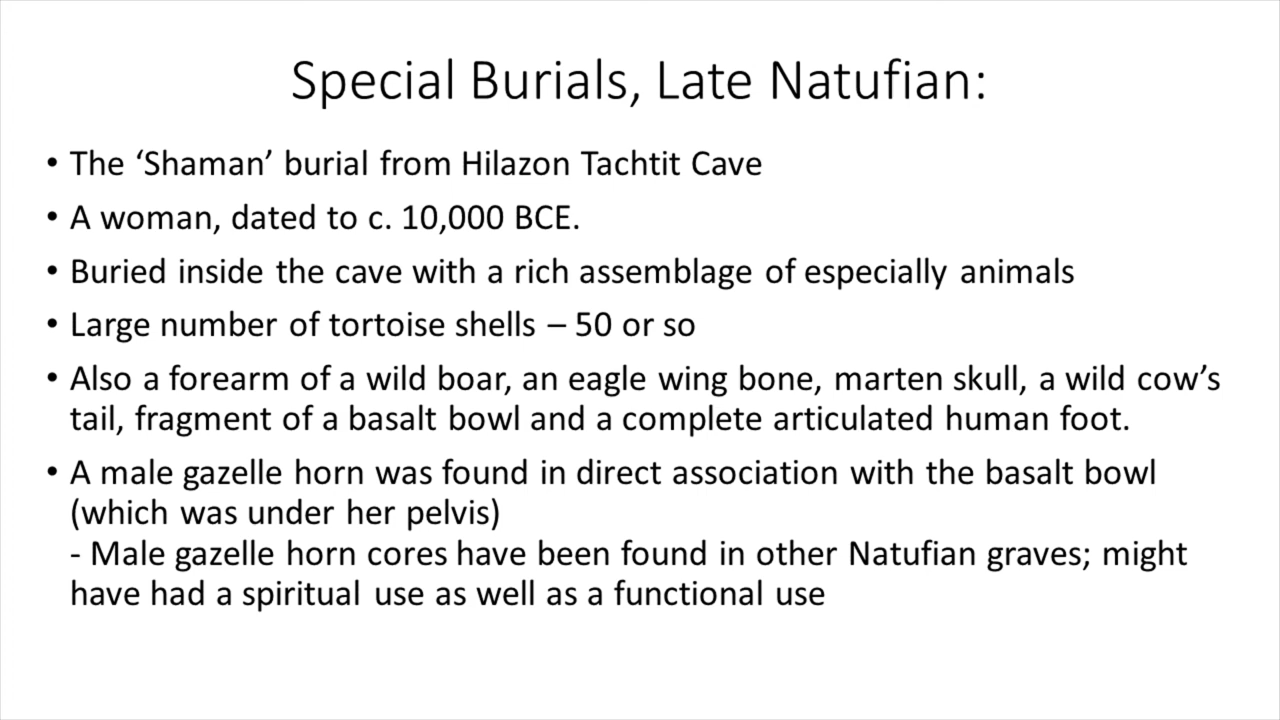 Special Burials, Late Natufian:
• The ‘Shaman’ burial from Hilazon Tachtit Cave
• A woman, dated to c. 10,000 BCE.
• Buried inside the cave with a rich assemblage of especially animals
• Large number of tortoise shells – 50 or so
• Also a forearm of a wild boar, an eagle wing bone, marten skull, a wild cow’s
tail, fragment of a basalt bowl and a complete articulated human foot.
• A male gazelle horn was found in direct association with the basalt bowl
(which was under her pelvis)
- Male gazelle horn cores have been found in other Natufian graves; might
have had a spiritual use as well as a functional use